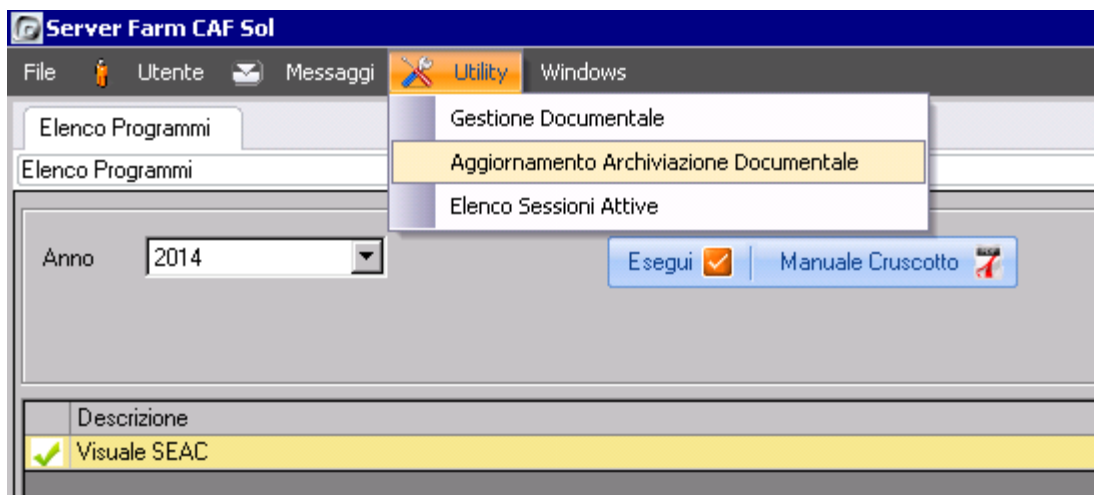 Server Farm CAF Sol
File Utente Messaggi Utility Windows
Gestione Documentale
Elenco Programmi
Aggiornamento Archiviazione Documentale
Elenco Programmi
Elenco Sessioni Attive
Anno 2014 Esegui Manuale Cruscotto
Descrizione
Visuale SEAC